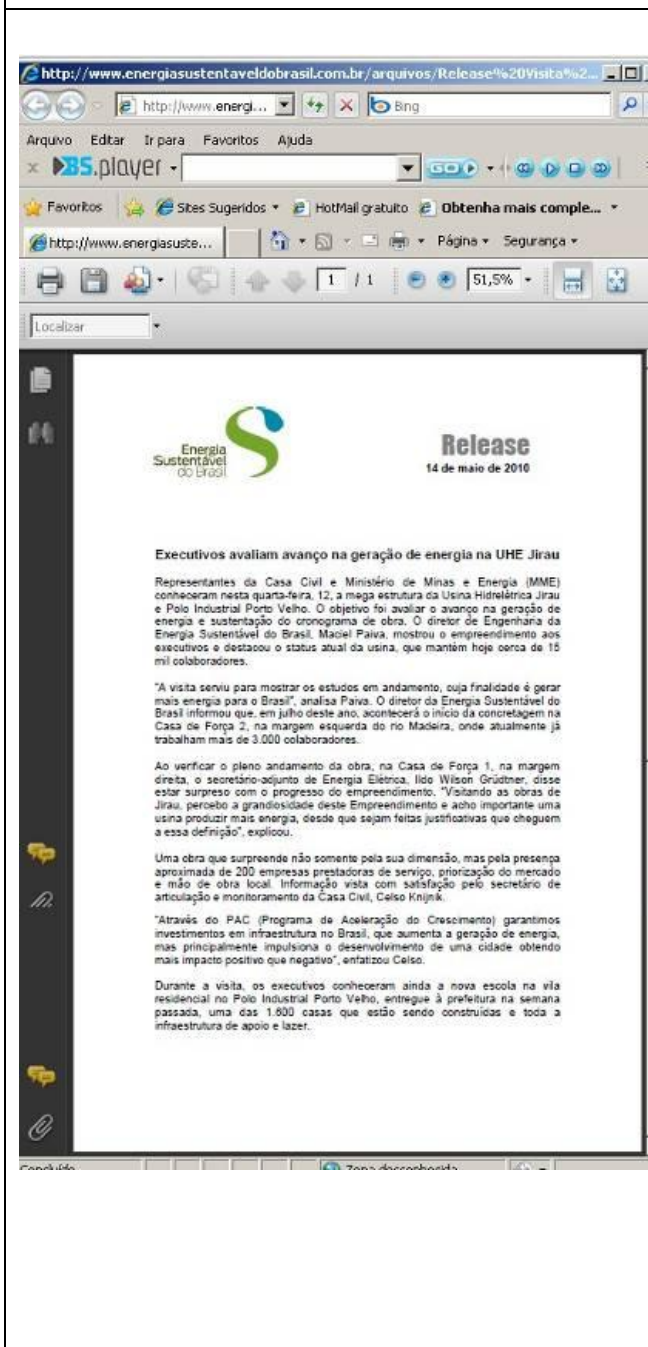 http://www.energiasustentaveldobrasil.com.br/arquivos/Release%20Visita%2...
http://www.energi...
Bing
Arquivo Editar Ir para Favoritos Ajuda
BS.player
GO
Favoritos Sites Sugeridos HotMail gratuito Obtenha mais comple...
http://www.energiasuste... Página Segurança
1 / 1 51,5%
Localizar
Energia
Sustentável
do Brasil
Release
14 de maio de 2010
Executivos avaliam avanço na geração de energia na UHE Jirau
Representantes da Casa Civil e Ministério de Minas e Energia (MME)
conheceram nesta quarta-feira, 12, a mega estrutura da Usina Hidrelétrica Jirau
e Polo Industrial Porto Velho. O objetivo foi avaliar o avanço na geração de
energia e sustentação do cronograma de obra. O diretor de Engenharia da
Energia Sustentável do Brasil, Maciel Paiva, mostrou o empreendimento aos
executivos e destacou o status atual da usina, que mantém hoje cerca de 15
mil colaboradores.
"A visita serviu para mostrar os estudos em andamento, cuja finalidade é gerar
mais energia para o Brasil", analisa Paiva. O diretor da Energia Sustentável do
Brasil informou que, em julho deste ano, acontecerá o início da concretagem na
Casa de Força 2, na margem esquerda do rio Madeira, onde atualmente já
trabalham mais de 3.000 colaboradores.
Ao verificar o pleno andamento da obra, na Casa de Força 1, na margem
direita, o secretário-adjunto de Energia Elétrica, Ildo Wilson Grüdtner, disse
estar surpreso com o progresso do empreendimento. "Visitando as obras de
Jirau, percebo a grandiosidade deste Empreendimento e acho importante uma
usina produzir mais energia, desde que sejam feitas justificativas que cheguem
a essa definição", explicou.
Uma obra que surpreende não somente pela sua dimensão, mas pela presença
aproximada de 200 empresas prestadoras de serviço, priorização do mercado
e mão de obra local. Informação vista com satisfação pelo secretário de
articulação e monitoramento da Casa Civil, Celso Knijnik.
"Através do PAC (Programa de Aceleração do Crescimento) garantimos
investimentos em infraestrutura no Brasil, que aumenta a geração de energia,
mas principalmente impulsiona o desenvolvimento de uma cidade obtendo
mais impacto positivo que negativo", enfatizou Celso.
Durante a visita, os executivos conheceram ainda a nova escola na vila
residencial no Polo Industrial Porto Velho, entregue à prefeitura na semana
passada, uma das 1.600 casas que estão sendo construídas e toda a
infraestrutura de apoio e lazer.
Concluído Zona desconhecida